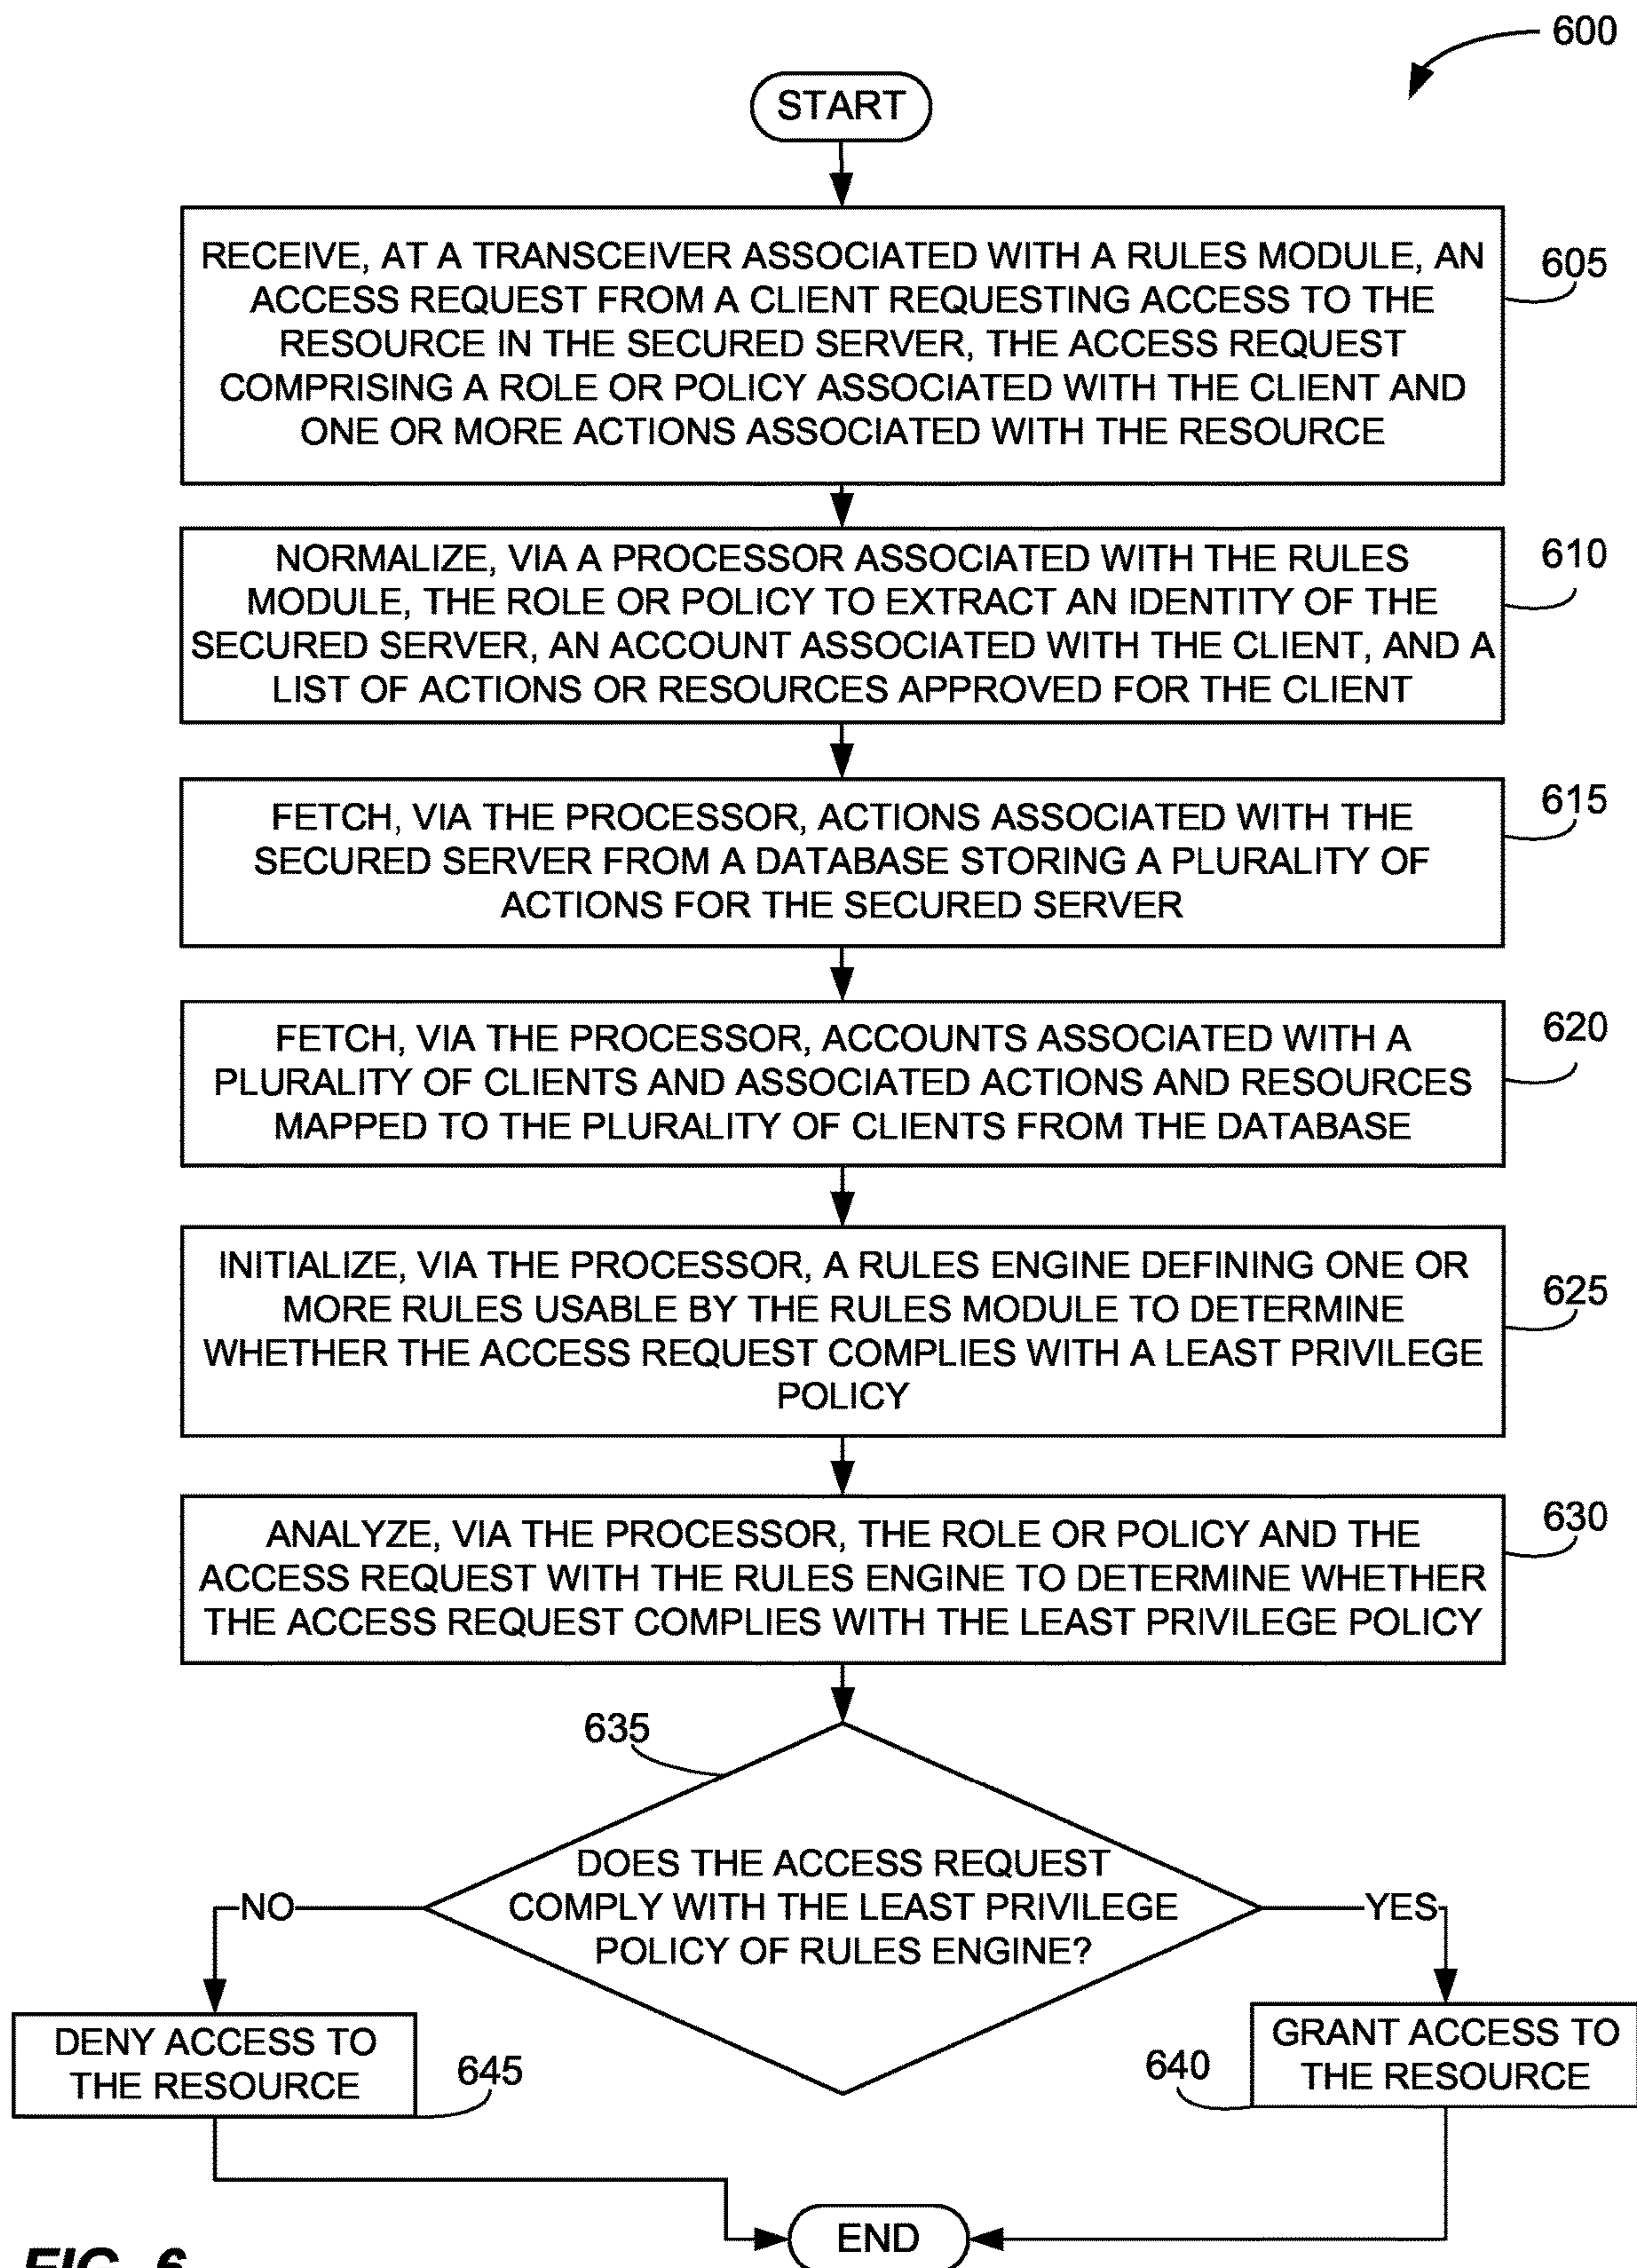 600
START
RECEIVE, AT A TRANSCEIVER ASSOCIATED WITH A RULES MODULE, AN
ACCESS REQUEST FROM A CLIENT REQUESTING ACCESS TO THE
RESOURCE IN THE SECURED SERVER, THE ACCESS REQUEST
COMPRISING A ROLE OR POLICY ASSOCIATED WITH THE CLIENT AND
ONE OR MORE ACTIONS ASSOCIATED WITH THE RESOURCE
605
NORMALIZE, VIA A PROCESSOR ASSOCIATED WITH THE RULES
MODULE, THE ROLE OR POLICY TO EXTRACT AN IDENTITY OF THE
SECURED SERVER, AN ACCOUNT ASSOCIATED WITH THE CLIENT, AND A
LIST OF ACTIONS OR RESOURCES APPROVED FOR THE CLIENT
610
FETCH, VIA THE PROCESSOR, ACTIONS ASSOCIATED WITH THE
SECURED SERVER FROM A DATABASE STORING A PLURALITY OF
ACTIONS FOR THE SECURED SERVER
615
FETCH, VIA THE PROCESSOR, ACCOUNTS ASSOCIATED WITH A
PLURALITY OF CLIENTS AND ASSOCIATED ACTIONS AND RESOURCES
MAPPED TO THE PLURALITY OF CLIENTS FROM THE DATABASE
620
INITIALIZE, VIA THE PROCESSOR, A RULES ENGINE DEFINING ONE OR
MORE RULES USABLE BY THE RULES MODULE TO DETERMINE
WHETHER THE ACCESS REQUEST COMPLIES WITH A LEAST PRIVILEGE
POLICY
625
ANALYZE, VIA THE PROCESSOR, THE ROLE OR POLICY AND THE
ACCESS REQUEST WITH THE RULES ENGINE TO DETERMINE WHETHER
THE ACCESS REQUEST COMPLIES WITH THE LEAST PRIVILEGE POLICY
630
635
DOES THE ACCESS REQUEST
COMPLY WITH THE LEAST PRIVILEGE
POLICY OF RULES ENGINE?
NO
YES
DENY ACCESS TO
THE RESOURCE
645
640
GRANT ACCESS TO
THE RESOURCE
END
FIG. 6